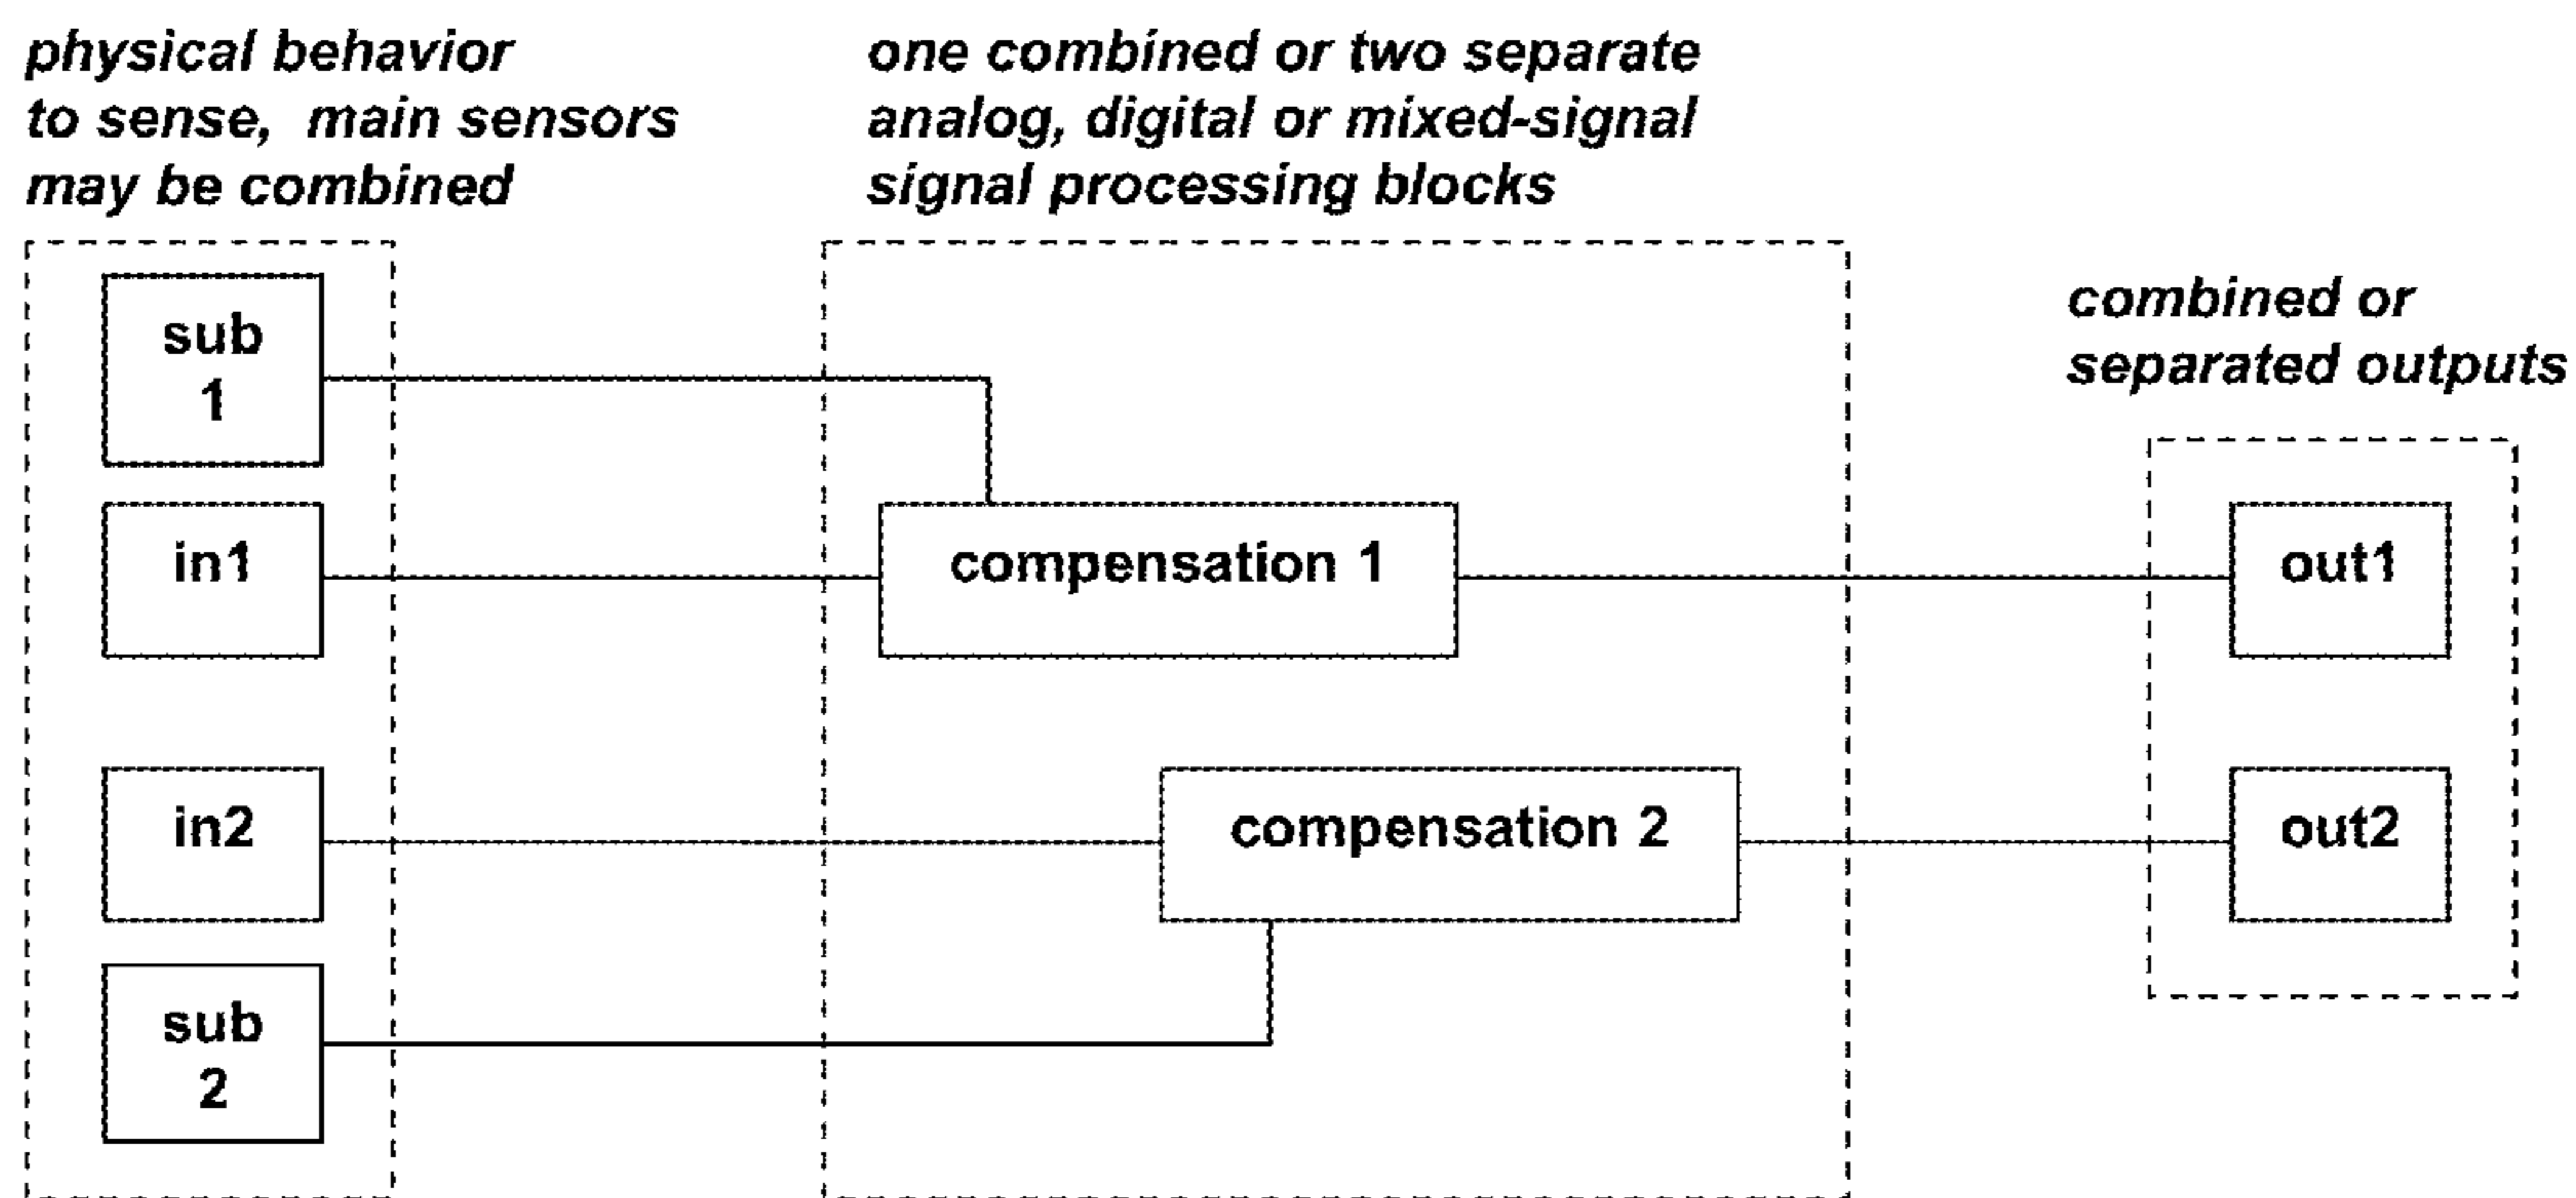 physical behavior
to sense, main sensors
may be combined
one combined or two separate
analog, digital or mixed-signal
signal processing blocks
combined or
separated outputs
sub
1
in1
compensation 1
out1
in2
compensation 2
out2
sub
2